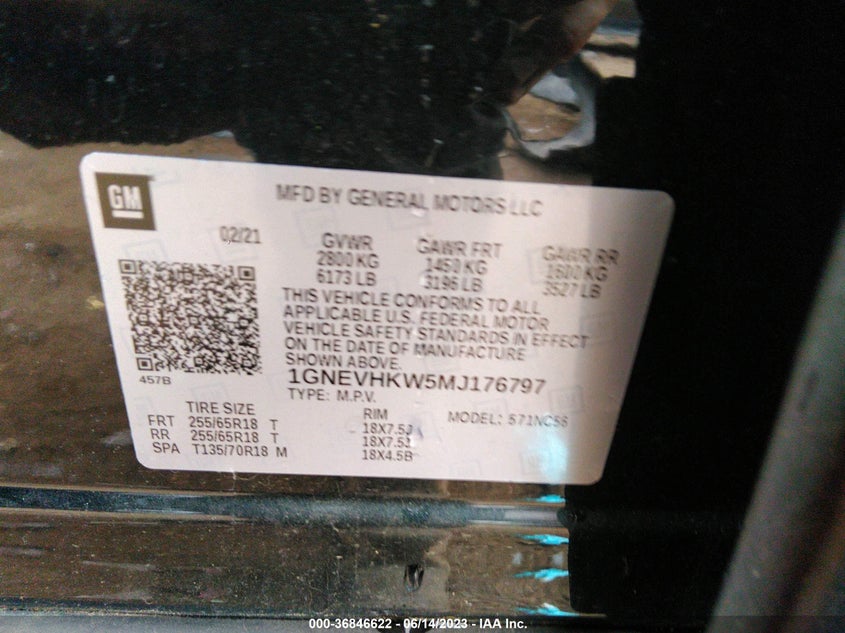 GM
MFD BY GENERAL MOTORS LLC
02/21
GVWR
2800 KG
6173 LB
GAWR FRT
1450 KG
3196 LB
GAWR RR
1600 KG
3527 LB
THIS VEHICLE CONFORMS TO ALL
APPLICABLE U.S. FEDERAL MOTOR
VEHICLE SAFETY STANDARDS IN EFFECT
ON THE DATE OF MANUFACTURE
SHOWN ABOVE.
457B
1GNEVHKW5MJ176797
TYPE: M.P.V.
TIRE SIZE
RIM
MODEL:
FRT 255/65R18 T 18X7.5J
RR 255/65R18 T 18X7.5J
SPA T135/70R18 M 18X4.5B
000-36846622 - 06/14/2023 - IAA Inc.